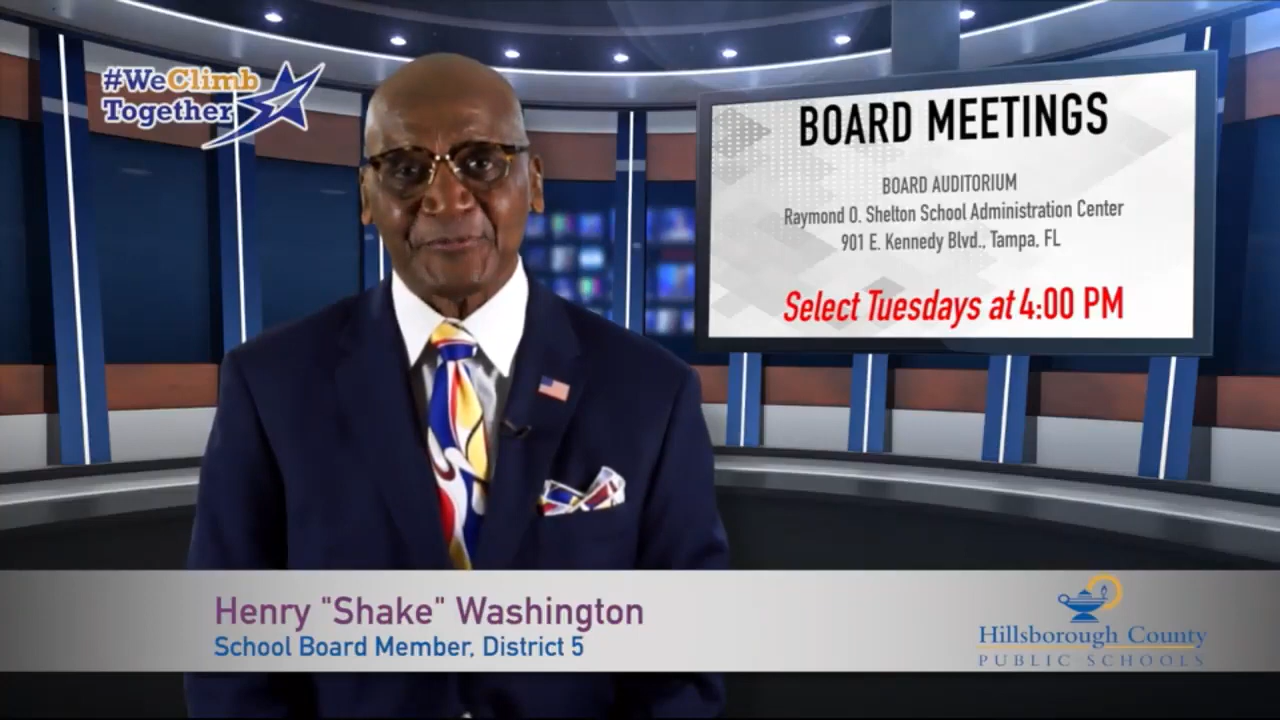 #WeClimb
Together
BOARD MEETINGS
BOARD AUDITORIUM
Raymond O. Shelton School Administration Center
901 E. Kennedy Blvd., Tampa, FL
Select Tuesdays at 4:00 PM
Henry "Shake" Washington
School Board Member, District 5
Hillsborough County
PUBLIC SCHOOLS